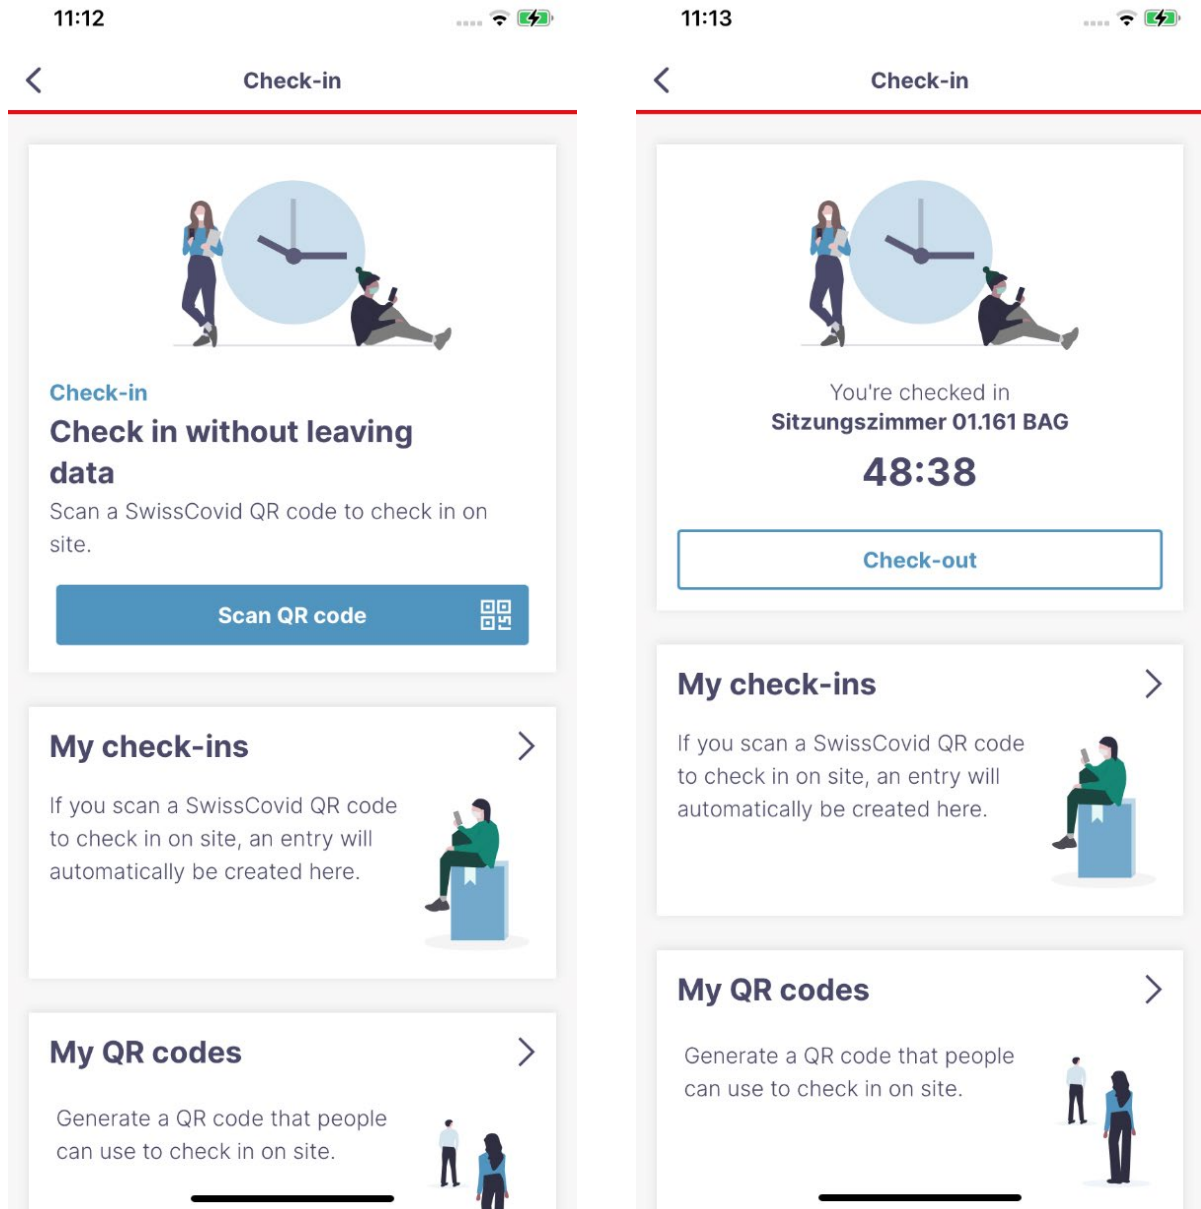 11:12
Check-in
Check-in
Check in without leaving
data
Scan a SwissCovid QR code to check in on
site.
Scan QR code
My check-ins
If you scan a SwissCovid QR code
to check in on site, an entry will
automatically be created here.
My QR codes
Generate a QR code that people
can use to check in on site.
11:13
Check-in
You're checked in
Sitzungszimmer 01.161 BAG
48:38
Check-out
My check-ins
If you scan a SwissCovid QR code
to check in on site, an entry will
automatically be created here.
My QR codes
Generate a QR code that people
can use to check in on site.